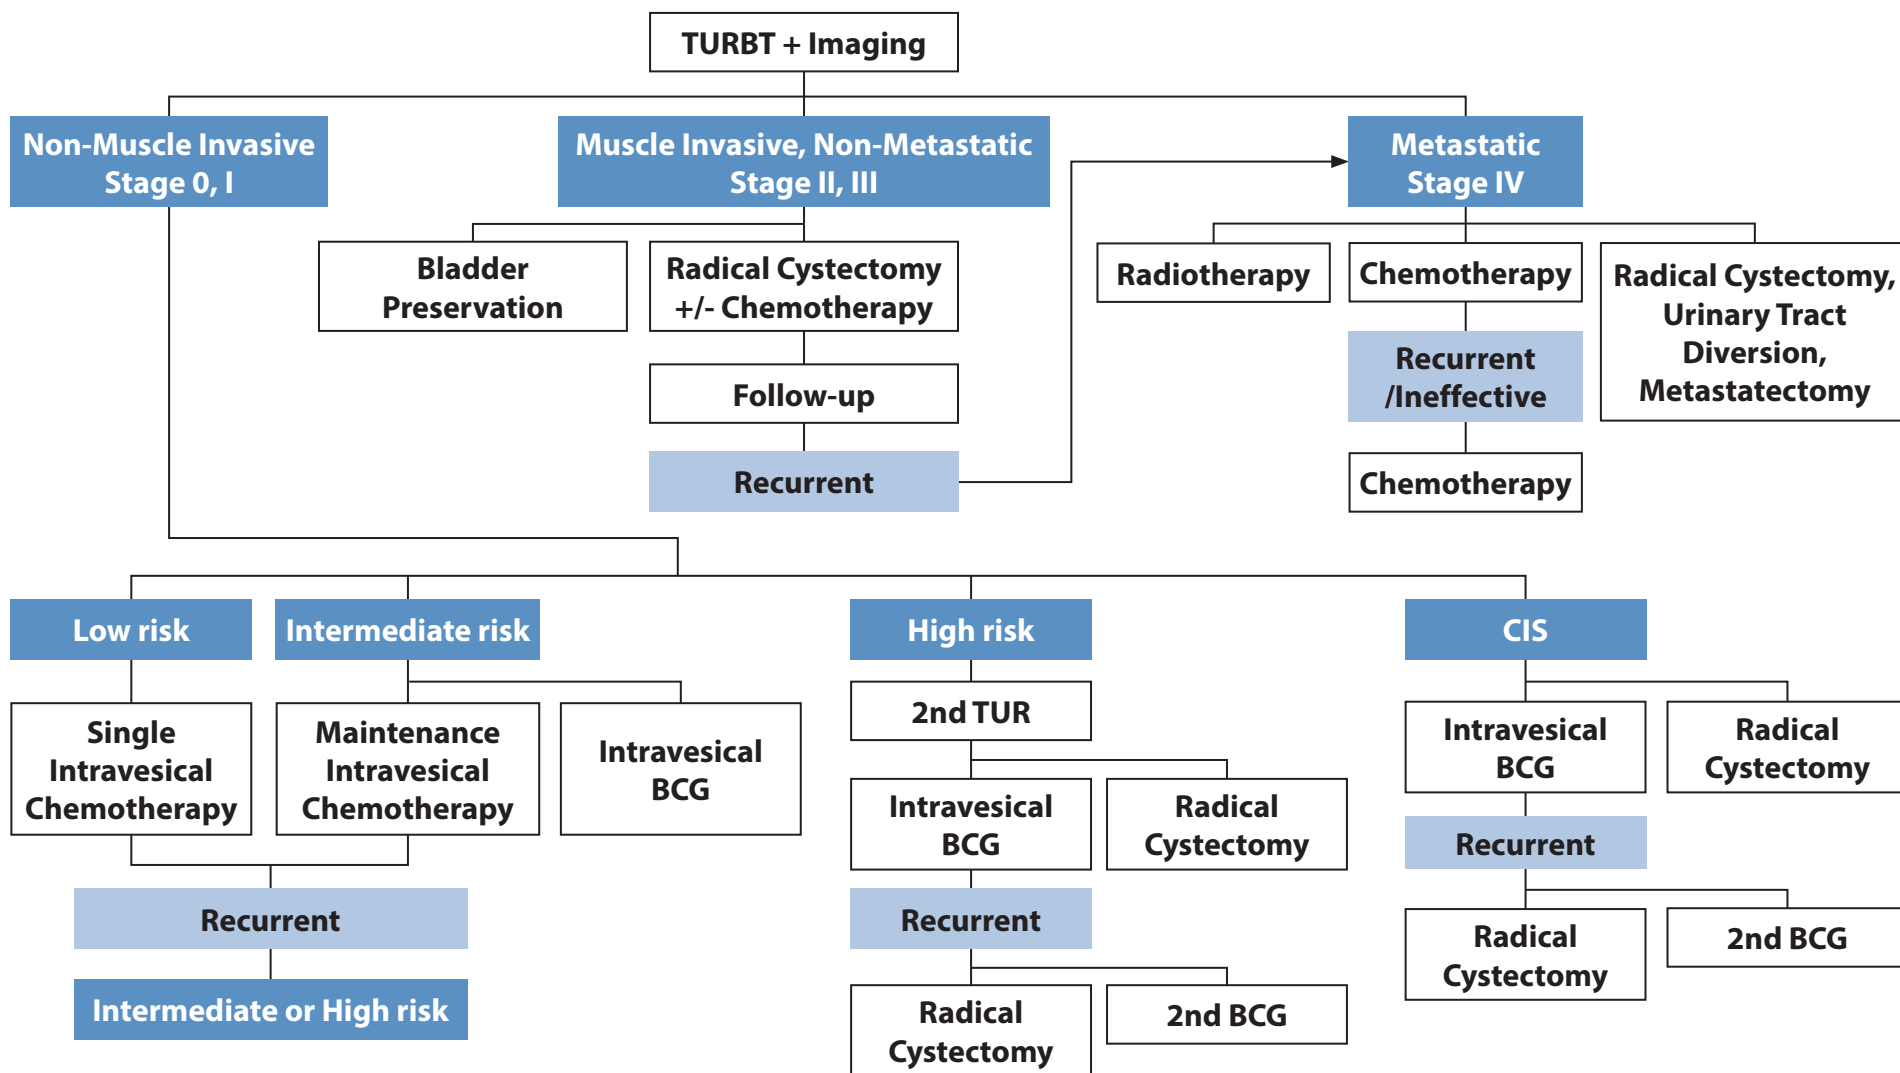 TURBT + Imaging
Non-Muscle Invasive
Stage 0, I
Muscle Invasive, Non-Metastatic
Stage II, III
Metastatic
Stage IV
Bladder
Preservation
Radical Cystectomy
+/- Chemotherapy
Follow-up
Recurrent
Radiotherapy
Chemotherapy
Recurrent
/Ineffective
Chemotherapy
Radical Cystectomy,
Urinary Tract
Diversion,
Metastatectomy
Low risk
Single
Intravesical
Chemotherapy
Intermediate risk
Maintenance
Intravesical
Chemotherapy
Intravesical
BCG
Recurrent
Intermediate or High risk
High risk
2nd TUR
Intravesical
BCG
Radical
Cystectomy
Recurrent
Radical
Cystectomy
2nd BCG
CIS
Intravesical
BCG
Radical
Cystectomy
Recurrent
Radical
Cystectomy
2nd BCG